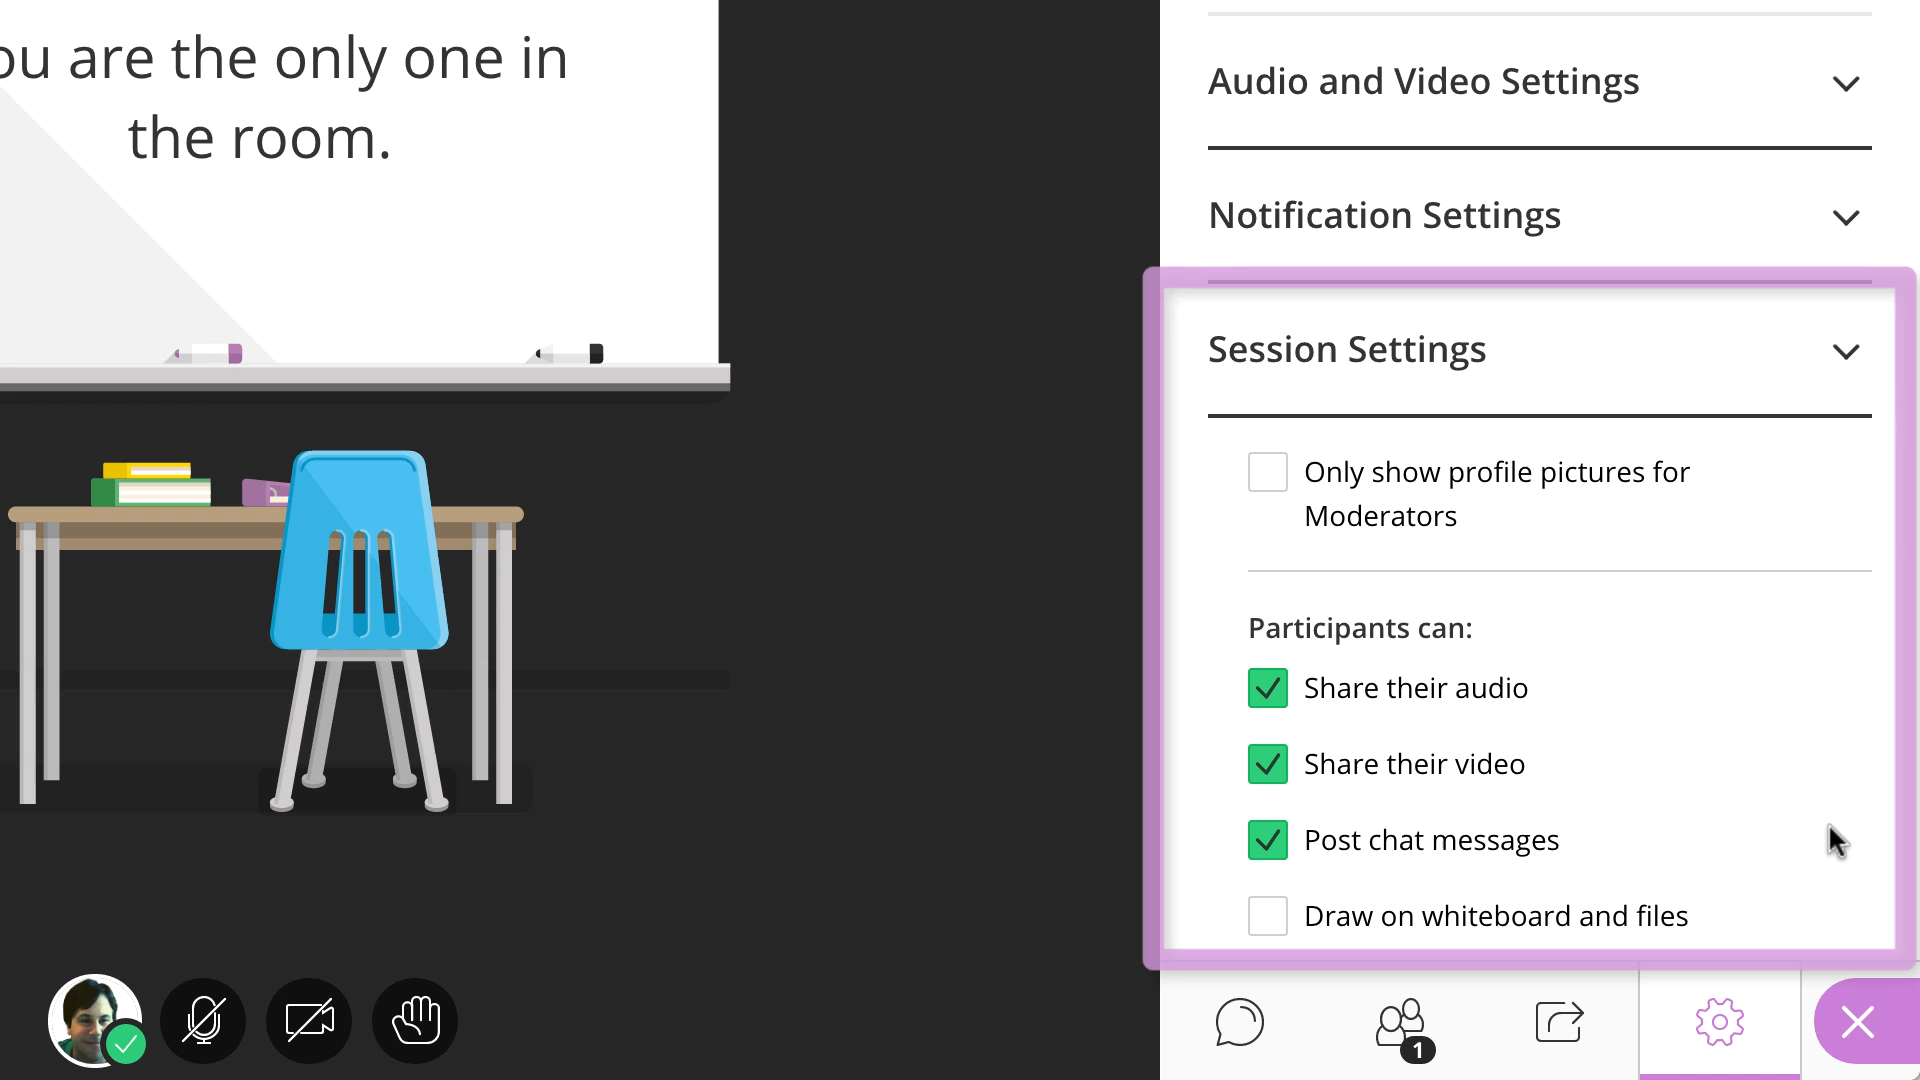 ou are the only one in
the room.
Audio and Video Settings
Notification Settings
Session Settings
Only show profile pictures for
Moderators
Participants can:
Share their audio
Share their video
Post chat messages
Draw on whiteboard and files
1